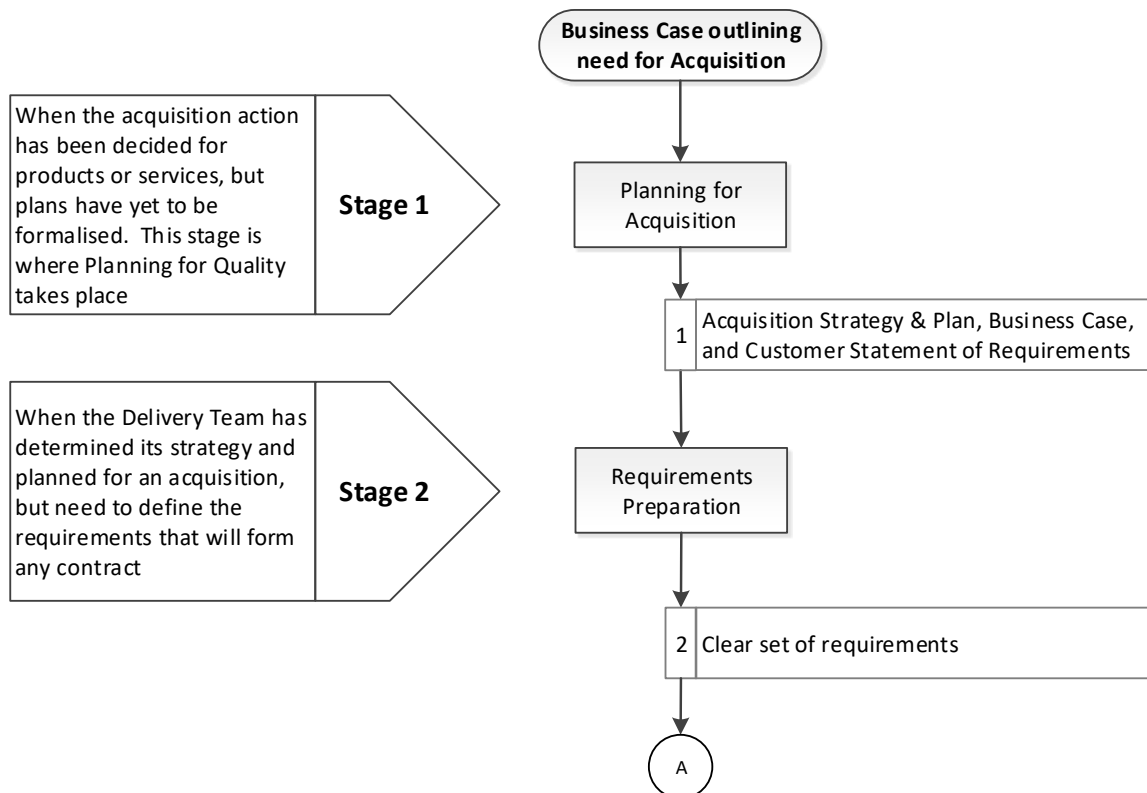 Business Case outlining
need for Acquisition
When the acquisition action
has been decided for
products or services, but
plans have yet to be
formalised.  This stage is
where Planning for Quality
takes place
Stage 1
Planning for
Acquisition
1
Acquisition Strategy & Plan, Business Case,
and Customer Statement of Requirements
When the Delivery Team has
determined its strategy and
planned for an acquisition,
but need to define the
requirements that will form
any contract
Stage 2
Requirements
Preparation
2
Clear set of requirements
A